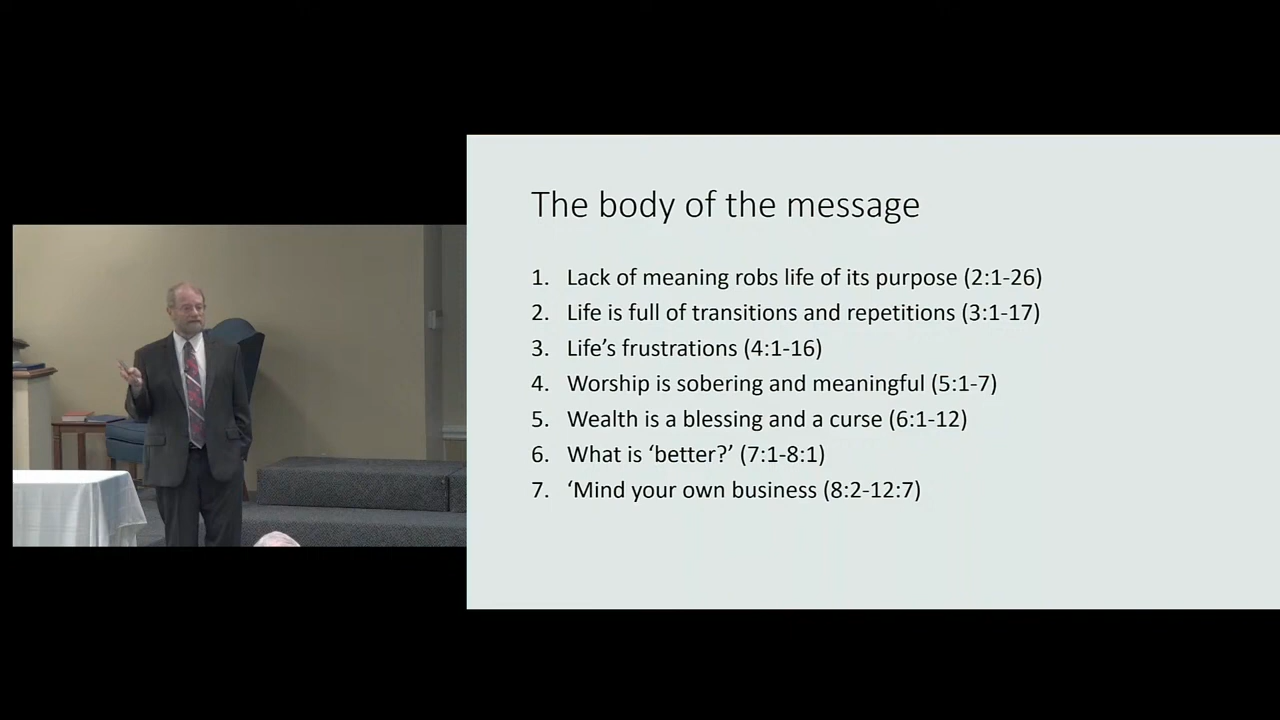 The body of the message
1. Lack of meaning robs life of its purpose (2:1-26)
2. Life is full of transitions and repetitions (3:1-17)
3. Life’s frustrations (4:1-16)
4. Worship is sobering and meaningful (5:1-7)
5. Wealth is a blessing and a curse (6:1-12)
6. What is ‘better?’ (7:1-8:1)
7. ‘Mind your own business (8:2-12:7)